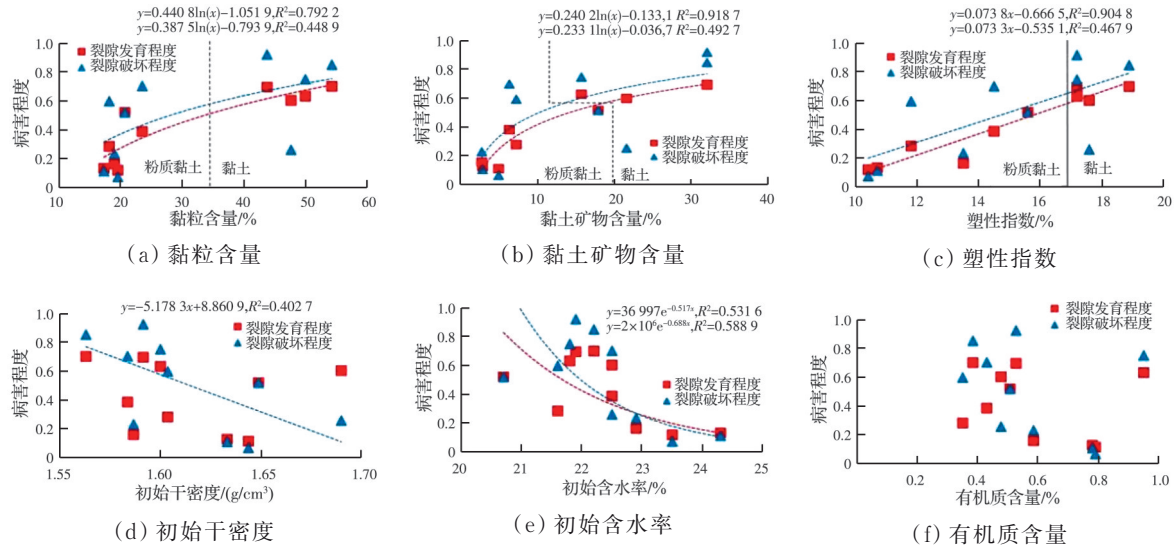 y=0.440 8ln(x)-1.051 9,R²=0.792 2
y=0.387 5ln(x)-0.793 9,R²=0.448 9
1.0
0.8
0.6
0.4
0.2
0
病害程度
裂隙发育程度
裂隙破坏程度
粉质黏土
黏土
10
20
30
40
50
60
黏粒含量/%
(a) 黏粒含量
y=0.240 2ln(x)-0.133,1 R²=0.918 7
y=0.233 1ln(x)-0.036,7 R²=0.492 7
1.0
0.8
0.6
0.4
0.2
0
病害程度
裂隙发育程度
裂隙破坏程度
粉质黏土
黏土
10
20
30
40
黏土矿物含量/%
(b) 黏土矿物含量
y=0.073 8x-0.666 5,R²=0.904 8
y=0.073 3x-0.535 1,R²=0.467 9
1.0
0.8
0.6
0.4
0.2
0
病害程度
裂隙发育程度
裂隙破坏程度
粉质黏土
黏土
10
12
14
16
18
20
塑性指数/%
(c) 塑性指数
y=-5.178 3x+8.860 9,R²=0.402 7
1.0
0.8
0.6
0.4
0.2
0
病害程度
裂隙发育程度
裂隙破坏程度
1.55
1.60
1.65
1.70
初始干密度/(g/cm³)
(d) 初始干密度
y=36 997e⁻⁰·⁵¹⁷ˣ,R²=0.531 6
y=2×10⁶e⁻⁰·⁶⁸⁸ˣ,R²=0.588 9
1.0
0.8
0.6
0.4
0.2
0
病害程度
裂隙发育程度
裂隙破坏程度
20
21
22
23
24
25
初始含水率/%
(e) 初始含水率
1.0
0.8
0.6
0.4
0.2
0
病害程度
裂隙发育程度
裂隙破坏程度
0.2
0.4
0.6
0.8
1.0
有机质含量/%
(f) 有机质含量